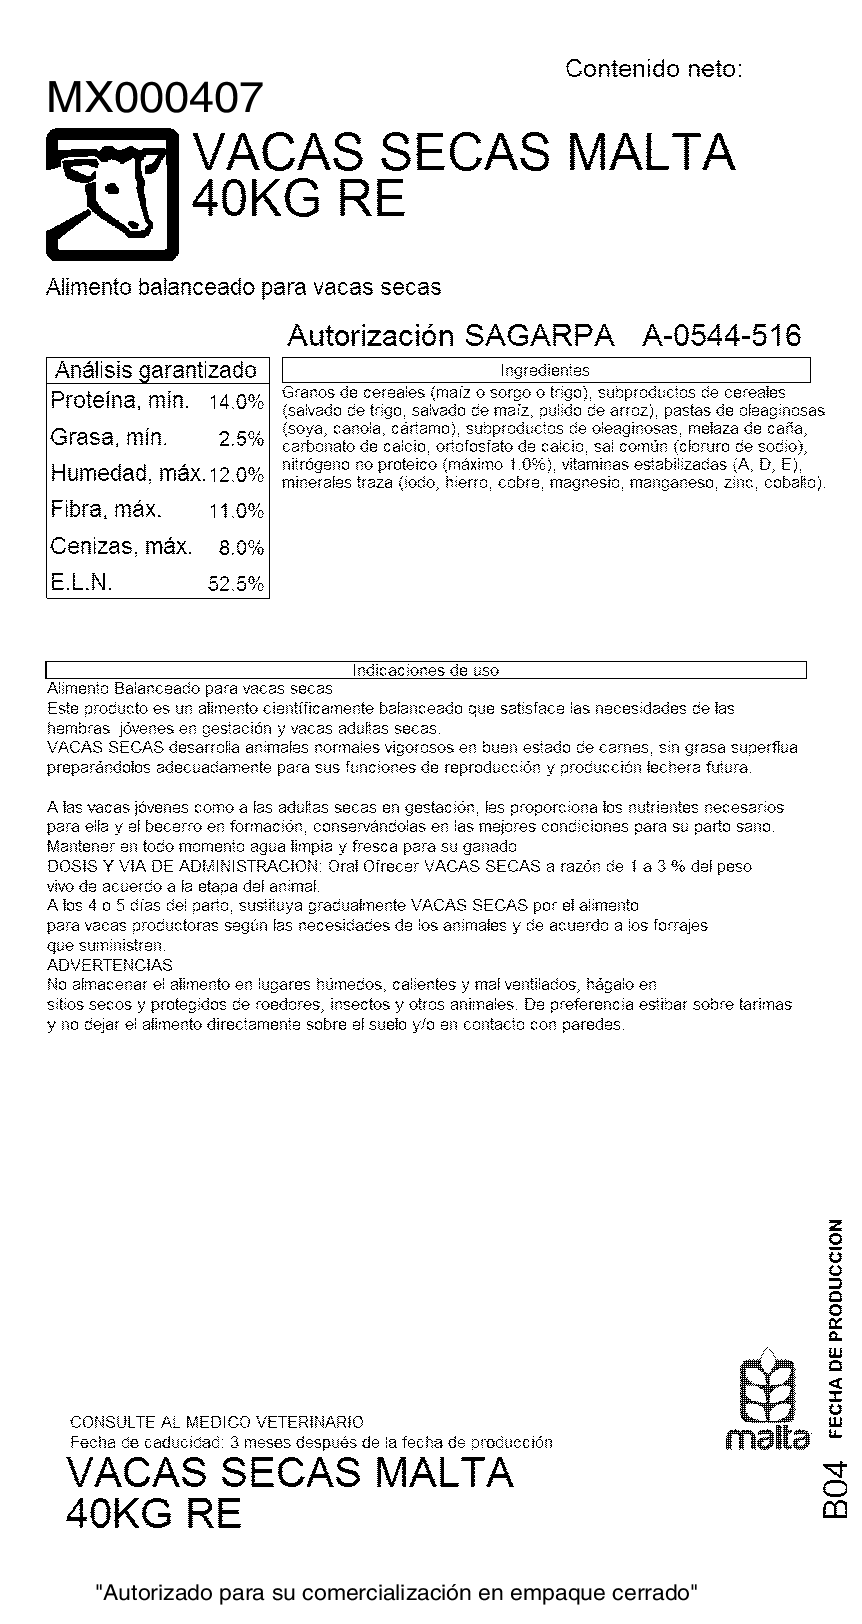 Contenido neto:
MX000407
VACAS SECAS MALTA
40KG RE
Alimento balanceado para vacas secas
Autorización SAGARPA A-0544-516
Análisis garantizado
Proteína, mín. 14.0%
Grasa, mín. 2.5%
Humedad, máx. 12.0%
Fibra, máx. 11.0%
Cenizas, máx. 8.0%
E.L.N. 52.5%
Ingredientes
Granos de cereales (maíz o sorgo o trigo), subproductos de cereales
(salvado de trigo, salvado de maíz, pulido de arroz), pastas de oleaginosas
(soya, canola, cártamo), subproductos de oleaginosas, melaza de caña,
carbonato de calcio, ortofosfato de calcio, sal común (cloruro de sodio),
nitrógeno no proteico (máximo 1.0%), vitaminas estabilizadas (A, D, E),
minerales traza (iodo, hierro, cobre, magnesio, manganeso, zinc, cobalto).
Indicaciones de uso
Alimento Balanceado para vacas secas
Este producto es un alimento científicamente balanceado que satisface las necesidades de las
hembras jóvenes en gestación y vacas adultas secas.
VACAS SECAS desarrolla animales normales vigorosos en buen estado de carnes, sin grasa superflua
preparándolos adecuadamente para sus funciones de reproducción y producción lechera futura.
A las vacas jóvenes como a las adultas secas en gestación, les proporciona los nutrientes necesarios
para ella y el becerro en formación, conservándolas en las mejores condiciones para su parto sano.
Mantener en todo momento agua limpia y fresca para su ganado
DOSIS Y VIA DE ADMINISTRACION: Oral Ofrecer VACAS SECAS a razón de 1 a 3 % del peso
vivo de acuerdo a la etapa del animal.
A los 4 o 5 días del parto, sustituya gradualmente VACAS SECAS por el alimento
para vacas productoras según las necesidades de los animales y de acuerdo a los forrajes
que suministren.
ADVERTENCIAS
No almacenar el alimento en lugares húmedos, calientes y mal ventilados, hágalo en
sitios secos y protegidos de roedores, insectos y otros animales. De preferencia estibar sobre tarimas
y no dejar el alimento directamente sobre el suelo y/o en contacto con paredes.
FECHA DE PRODUCCION
malta
B04
CONSULTE AL MEDICO VETERINARIO
Fecha de caducidad: 3 meses después de la fecha de producción
VACAS SECAS MALTA
40KG RE
"Autorizado para su comercialización en empaque cerrado"